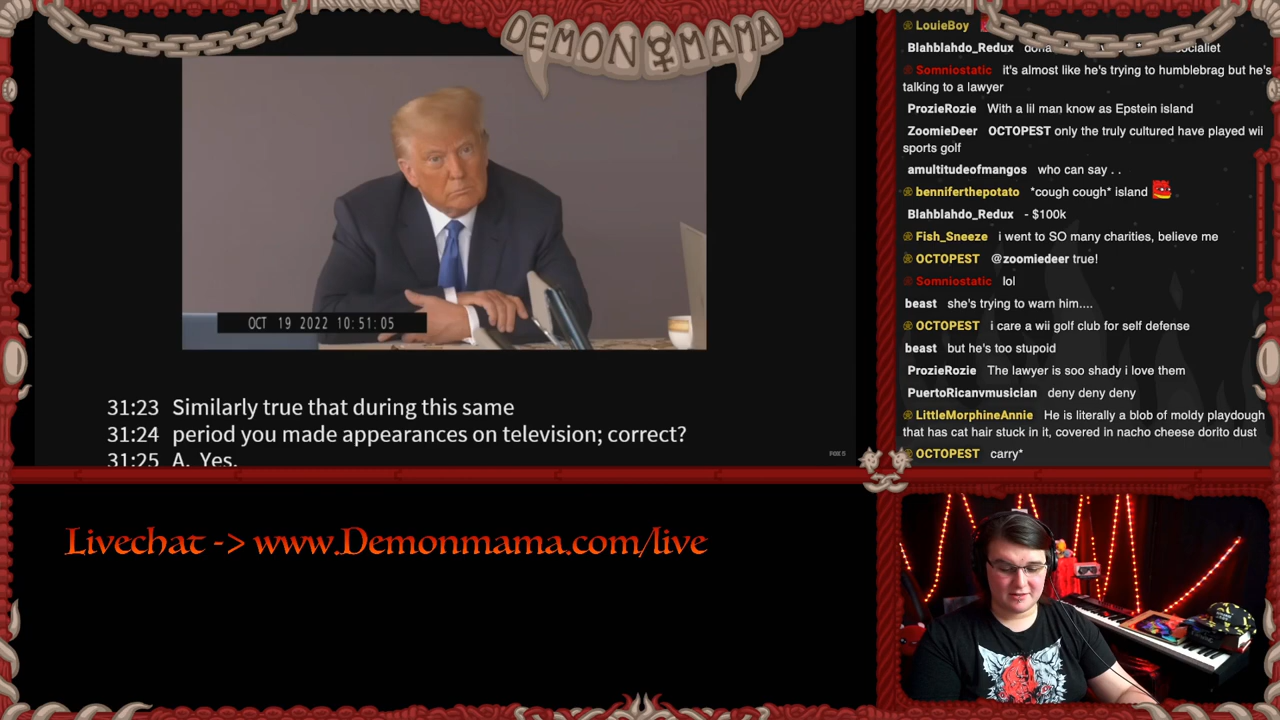 DEMON MAMA
OCT 19 2022 10:51:05
31:23 Similarly true that during this same
31:24 period you made appearances on television; correct?
31:25 A. Yes.
FOX 5
Livechat -> www.Demonmama.com/live
LouieBoy
Blahblahdo_Redux
Somniostatic it's almost like he's trying to humblebrag but he's
talking to a lawyer
ProzieRozie With a lil man know as Epstein island
ZoomieDeer OCTOPEST only the truly cultured have played wii
sports golf
amultitudeofmangos who can say . .
benniferthepotato *cough cough* island
Blahblahdo_Redux - $100k
Fish_Sneeze i went to SO many charities, believe me
OCTOPEST @zoomiedeer true!
Somniostatic lol
beast she's trying to warn him....
OCTOPEST i care a wii golf club for self defense
beast but he's too stupoid
ProzieRozie The lawyer is soo shady i love them
PuertoRicanvmusician deny deny deny
LittleMorphineAnnie He is literally a blob of moldy playdough
that has cat hair stuck in it, covered in nacho cheese dorito dust
OCTOPEST carry*